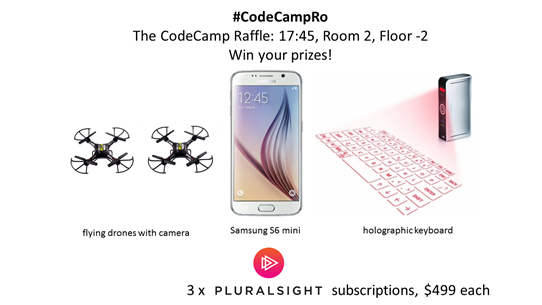 #CodeCampRo
The CodeCamp Raffle: 17:45, Room 2, Floor -2
Win your prizes!
12:45
flying drones with camera
Samsung S6 mini
holographic keyboard
3 x PLURALSIGHT subscriptions, $499 each